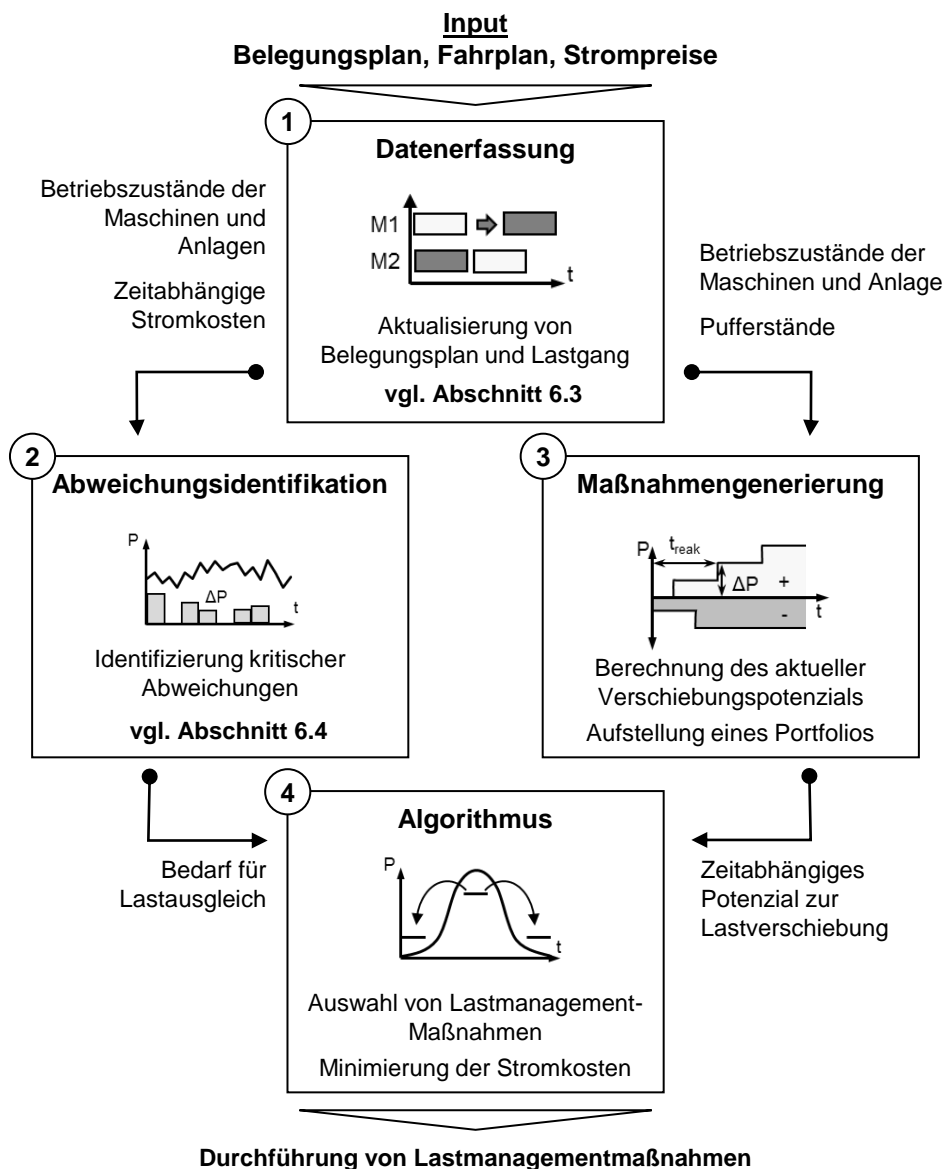 Input
Belegungsplan, Fahrplan, Strompreise
1
Datenerfassung
M1
M2
t
Aktualisierung von
Belegungsplan und Lastgang
vgl. Abschnitt 6.3
Betriebszustände der
Maschinen und
Anlagen
Zeitabhängige
Stromkosten
Betriebszustände der
Maschinen und Anlage
Pufferstände
2
Abweichungsidentifikation
P
ΔP
t
Identifizierung kritischer
Abweichungen
vgl. Abschnitt 6.4
3
Maßnahmengenerierung
P
treak
ΔP
+
-
t
Berechnung des aktueller
Verschiebungspotenzials
Aufstellung eines Portfolios
Bedarf für
Lastausgleich
4
Algorithmus
P
t
Auswahl von Lastmanagement-
Maßnahmen
Minimierung der Stromkosten
Zeitabhängiges
Potenzial zur
Lastverschiebung
Durchführung von Lastmanagementmaßnahmen